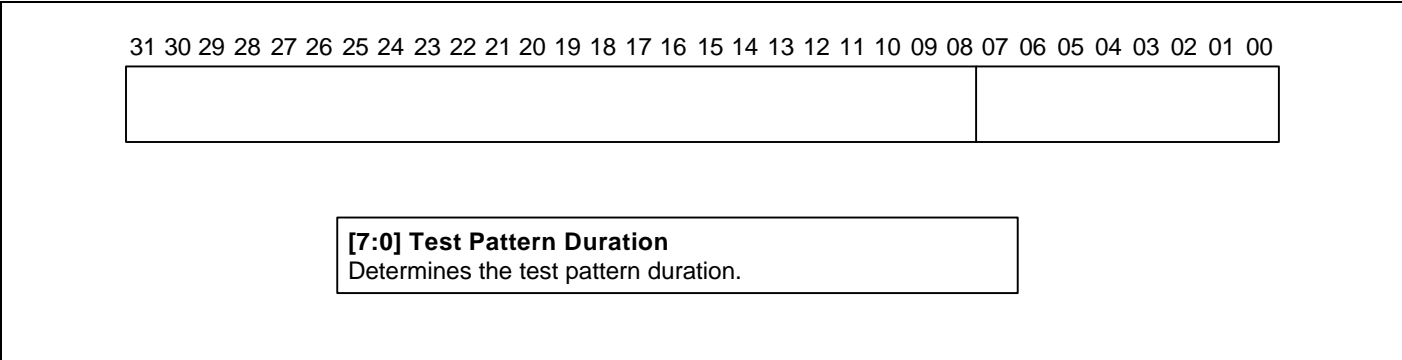 31 30 29 28 27 26 25 24 23 22 21 20 19 18 17 16 15 14 13 12 11 10 09 08 07 06 05 04 03 02 01 00
[7:0] Test Pattern Duration
Determines the test pattern duration.